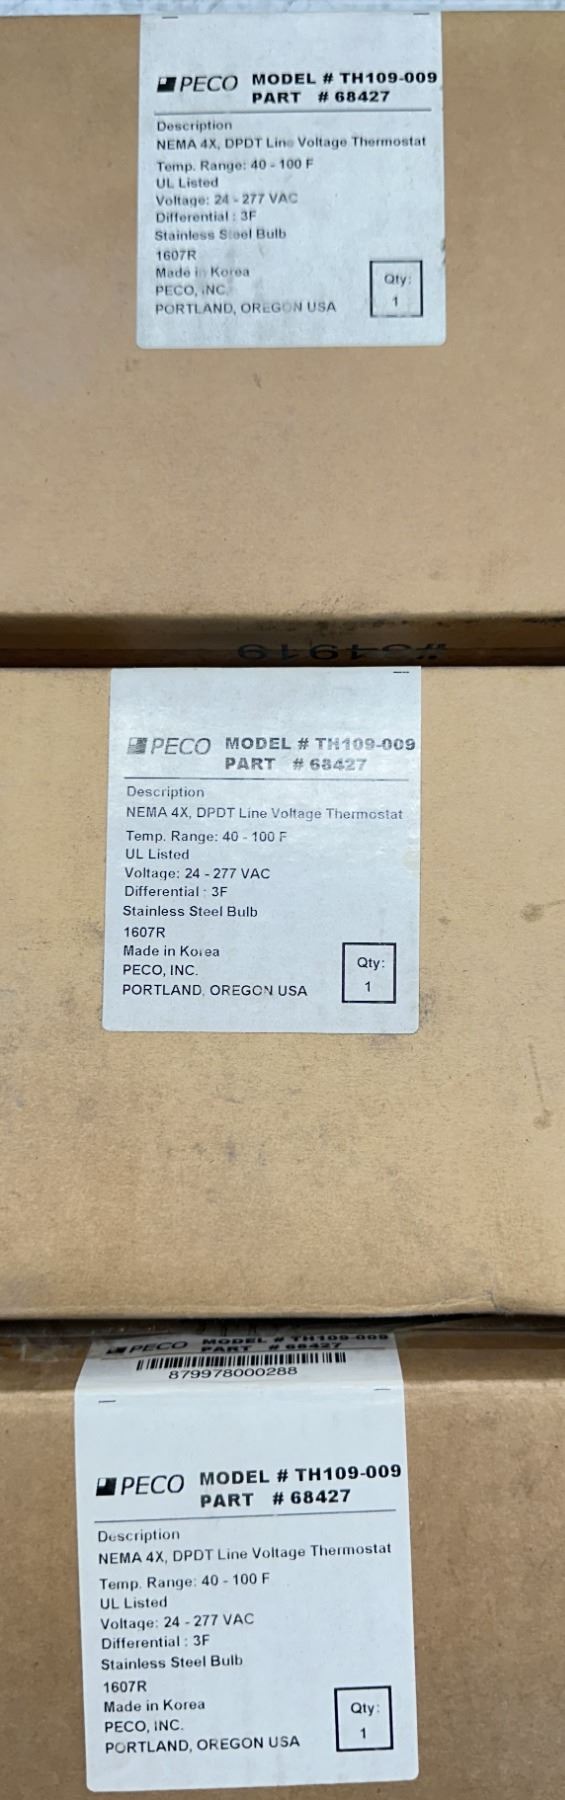 PECO MODEL # TH109-009
PART # 68427
Description
NEMA 4X, DPDT Line Voltage Thermostat
Temp. Range: 40 - 100 F
UL Listed
Voltage: 24 - 277 VAC
Differential : 3F
Stainless Steel Bulb
1607R
Made in Korea
PECO, INC.
PORTLAND, OREGON USA
Qty:
1
PECO MODEL # TH109-009
PART # 68427
Description
NEMA 4X, DPDT Line Voltage Thermostat
Temp. Range: 40 - 100 F
UL Listed
Voltage: 24 - 277 VAC
Differential : 3F
Stainless Steel Bulb
1607R
Made in Korea
PECO, INC.
PORTLAND, OREGON USA
Qty:
1
PECO MODEL # TH109-009
PART # 68427
879978000288
PECO MODEL # TH109-009
PART # 68427
Description
NEMA 4X, DPDT Line Voltage Thermostat
Temp. Range: 40 - 100 F
UL Listed
Voltage: 24 - 277 VAC
Differential : 3F
Stainless Steel Bulb
1607R
Made in Korea
PECO, INC.
PORTLAND, OREGON USA
Qty:
1